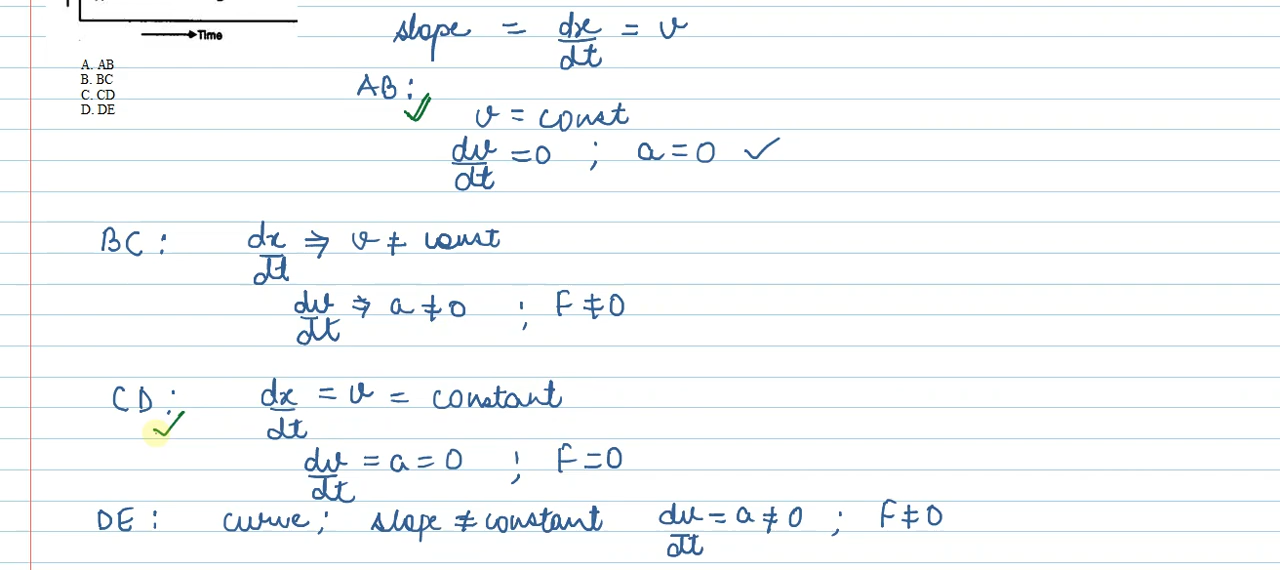 Time
A. AB
B. BC
C. CD
D. DE
slope = dx/dt = v
AB :
v = const
dv/dt = 0 ; a = 0 ✓
BC : dx/dt ⇒ v ≠ const
dv/dt ⇒ a ≠ 0 ; F ≠ 0
CD : dx/dt = v = constant
dv/dt = a = 0 ; F = 0
DE : curve; slope ≠ constant dv/dt = a ≠ 0 ; F ≠ 0